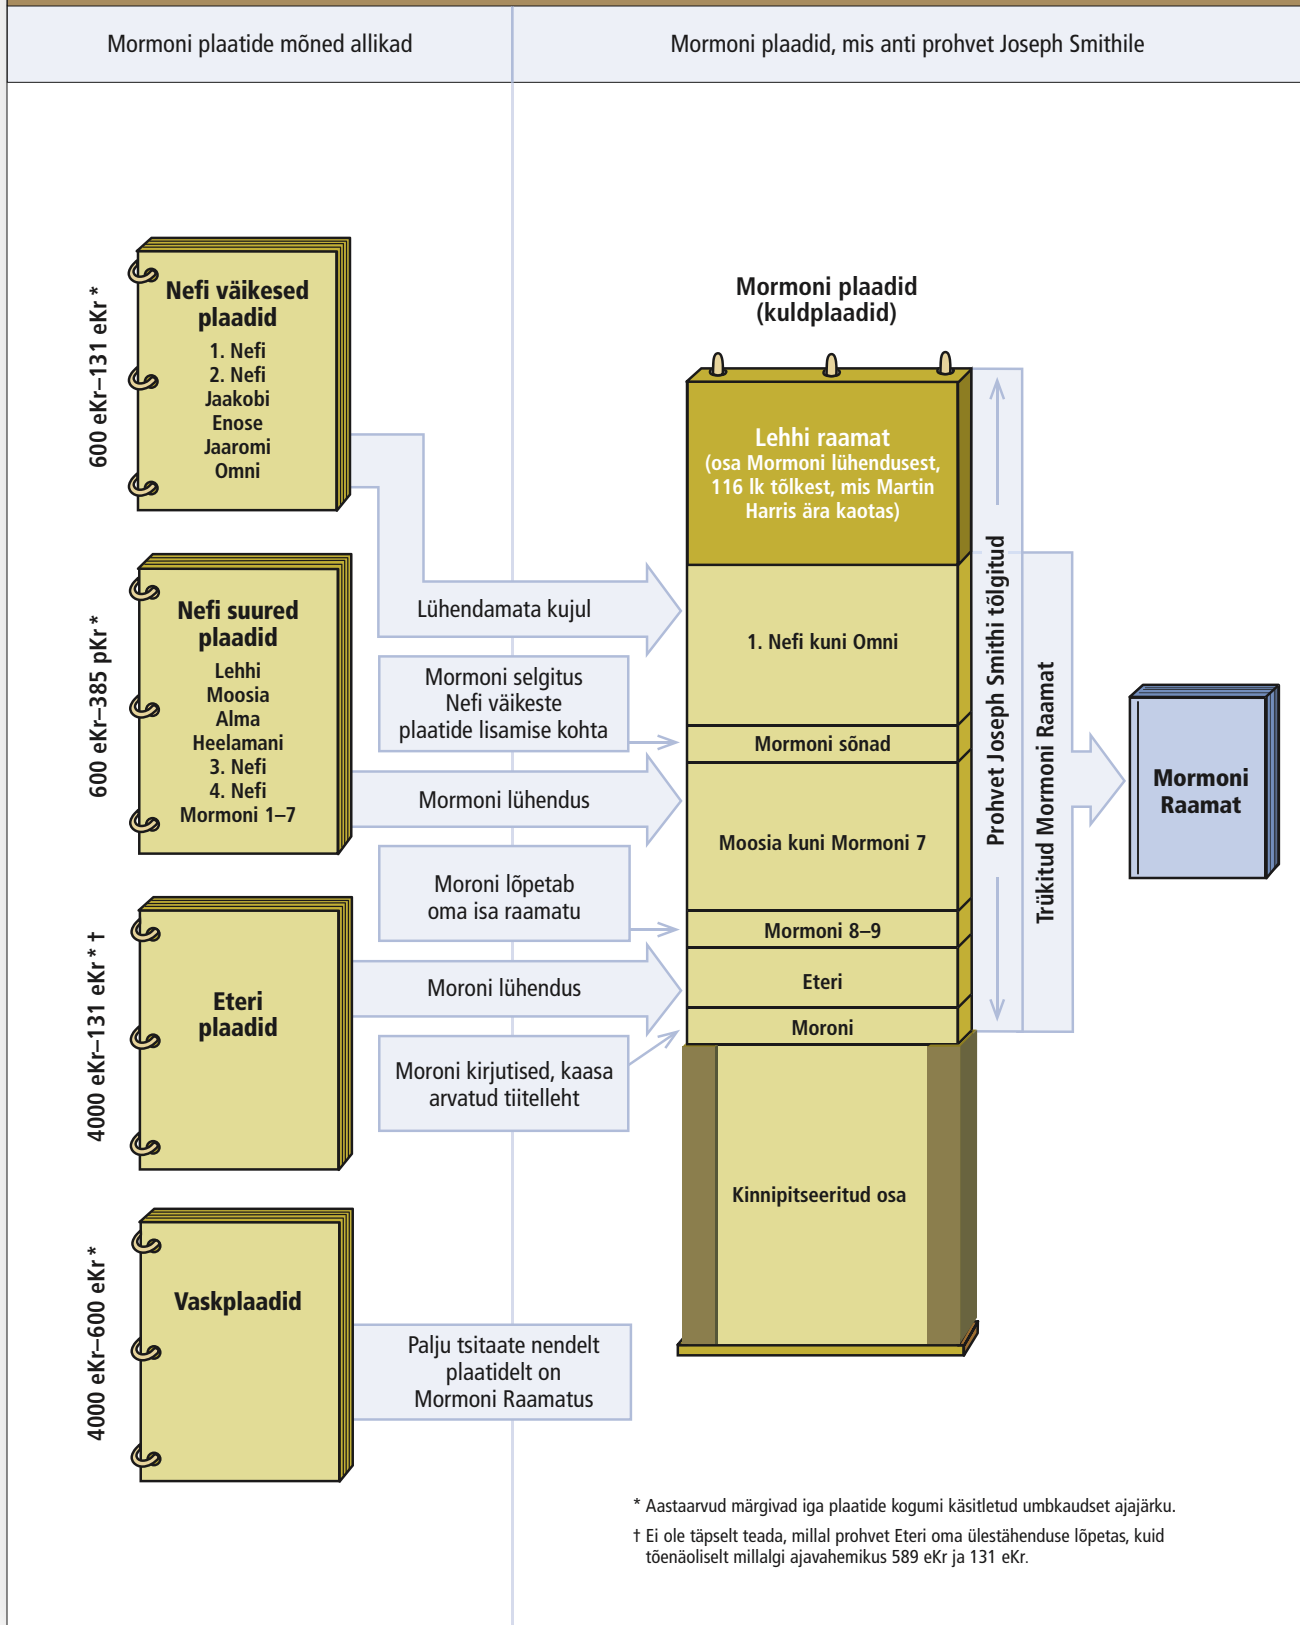 Mormoni plaatide mõned allikad
Mormoni plaadid, mis anti prohvet Joseph Smithile
600 eKr–131 eKr *
Nefi väikesed
plaadid
1. Nefi
2. Nefi
Jaakobi
Enose
Jaaromi
Omni
600 eKr–385 pKr *
Nefi suured
plaadid
Lehhi
Moosia
Alma
Heelamani
3. Nefi
4. Nefi
Mormoni 1–7
4000 eKr–131 eKr * †
Eteri
plaadid
4000 eKr–600 eKr *
Vaskplaadid
Lühendamata kujul
Mormoni selgitus
Nefi väikeste
plaatide lisamise kohta
Mormoni lühendus
Moroni lõpetab
oma isa raamatu
Moroni lühendus
Moroni kirjutised, kaasa
arvatud tiitelleht
Palju tsitaate nendelt
plaatidelt on
Mormoni Raamatus
Mormoni plaadid
(kuldplaadid)
Lehhi raamat
(osa Mormoni lühendusest,
116 lk tõlkest, mis Martin
Harris ära kaotas)
1. Nefi kuni Omni
Mormoni sõnad
Moosia kuni Mormoni 7
Mormoni 8–9
Eteri
Moroni
Kinnipitseeritud osa
Prohvet Joseph Smithi tõlgitud
Trükitud Mormoni Raamat
Mormoni
Raamat
* Aastaarvud märgivad iga plaatide kogumi käsitletud umbkaudset ajajärku.
† Ei ole täpselt teada, millal prohvet Eteri oma ülestähenduse lõpetas, kuid
tõenäoliselt millalgi ajavahemikus 589 eKr ja 131 eKr.